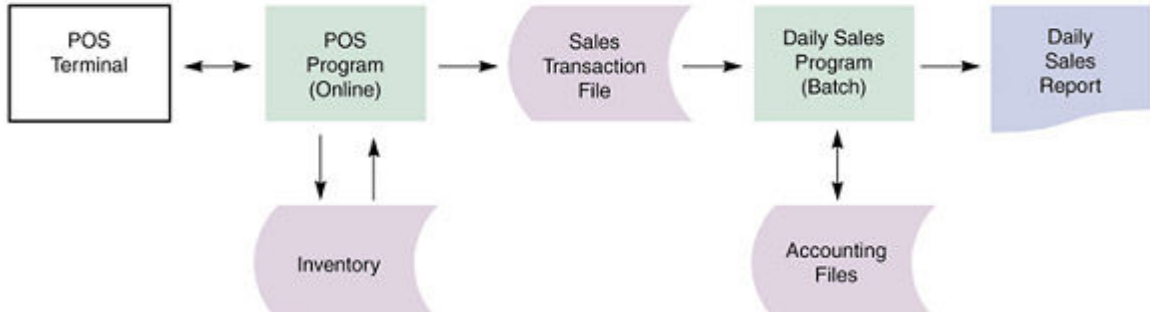 POS
Terminal
POS
Program
(Online)
Sales
Transaction
File
Daily Sales
Program
(Batch)
Daily
Sales
Report
Inventory
Accounting
Files